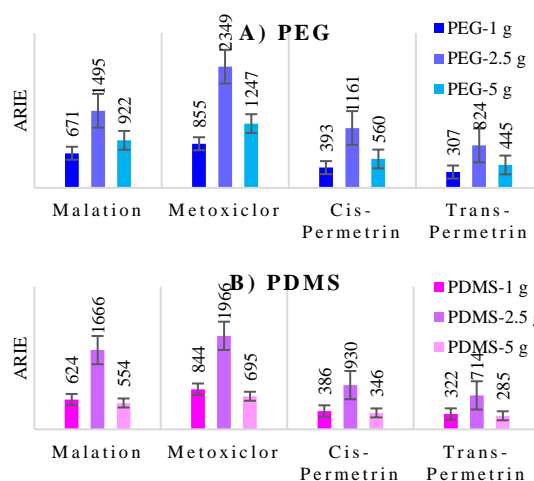 A) PEG
PEG-1 g
PEG-2.5 g
PEG-5 g
ARIE
671
1495
922
855
2349
1247
393
1161
560
307
824
445
Malation
Metoxiclor
Cis-
Permetrin
Trans-
Permetrin
B) PDMS
PDMS-1 g
PDMS-2.5 g
PDMS-5 g
ARIE
624
1666
554
844
1966
695
386
930
346
322
714
285
Malation
Metoxiclor
Cis-
Permetrin
Trans-
Permetrin